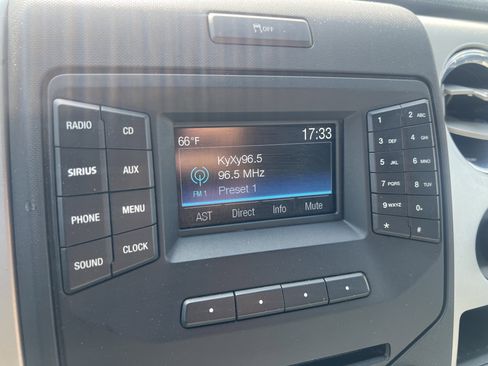 OFF
RADIO CD
SIRIUS AUX
PHONE MENU
SOUND CLOCK
66°F 17:33
KyXy96.5
96.5 MHz
FM 1 Preset 1
AST Direct Info Mute
1 2 ABC
3 DEF 4 GHI
5 JKL 6 MNO
7 PQRS 8 TUV
9 WXYZ 0+
* #